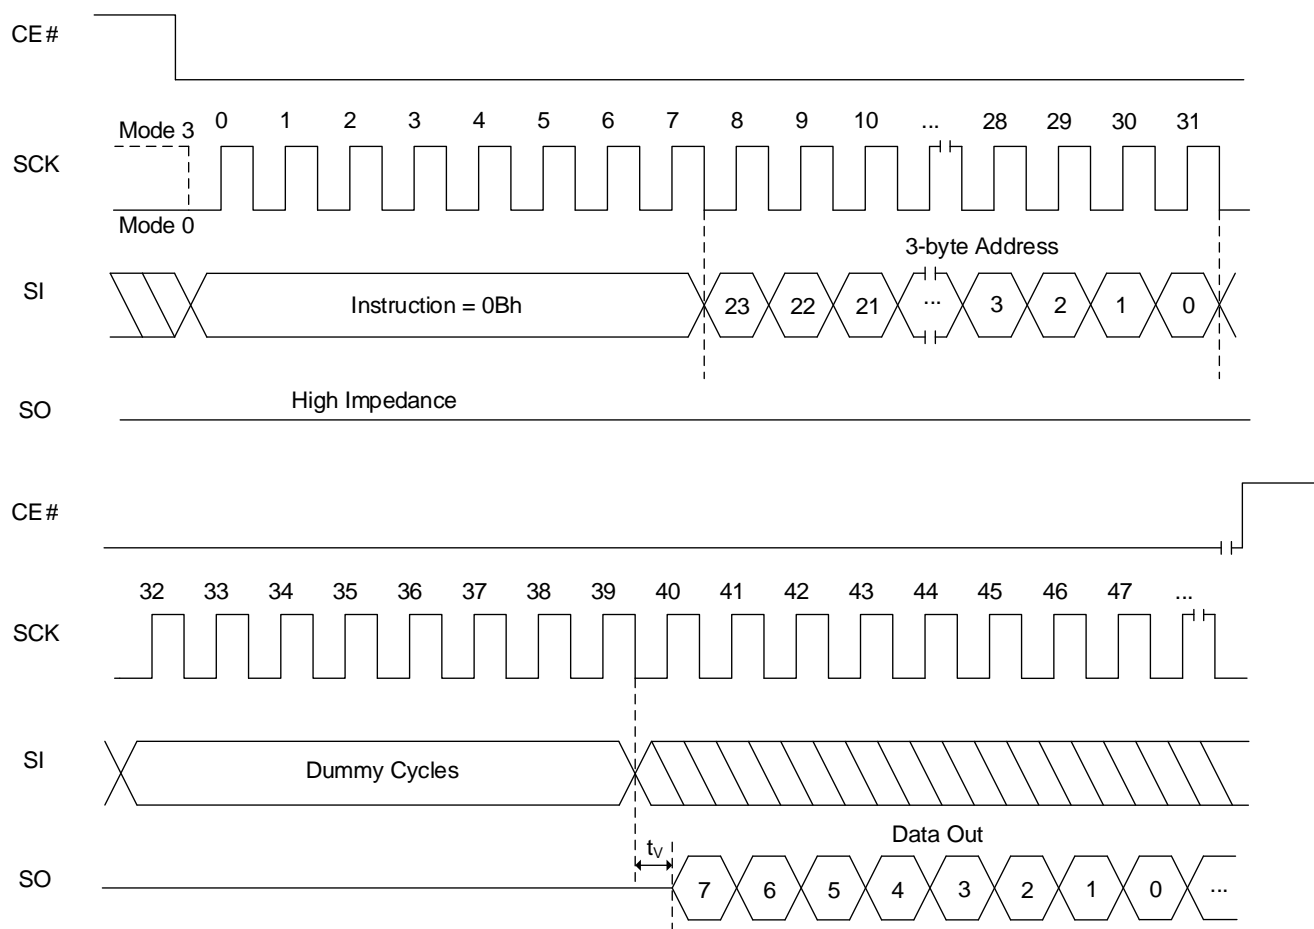 CE#
Mode 3 0 1 2 3 4 5 6 7 8 9 10 ... 28 29 30 31
SCK
Mode 0
3-byte Address
SI Instruction = 0Bh 23 22 21 ... 3 2 1 0
SO High Impedance
CE#
32 33 34 35 36 37 38 39 40 41 42 43 44 45 46 47 ...
SCK
SI Dummy Cycles
Data Out
tV
SO 7 6 5 4 3 2 1 0 ...